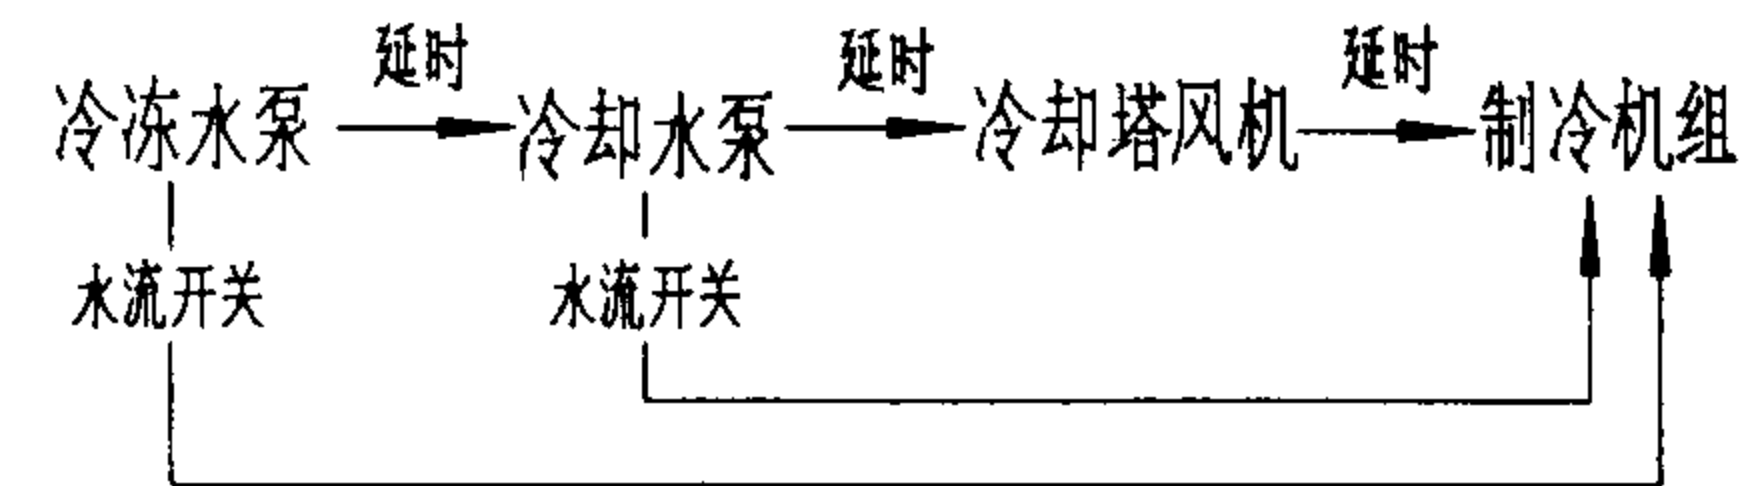 延时 延时 延时
冷冻水泵 冷却水泵 冷却塔风机 制冷机组
水流开关 水流开关